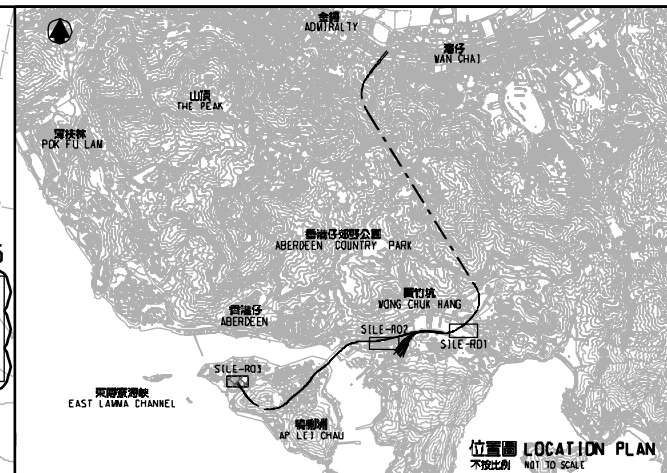 金鐘
ADMIRALTY
灣仔
WAN CHAI
山頂
THE PEAK
薄扶林
POK FU LAM
5
香港仔郊野公園
ABERDEEN COUNTRY PARK
黃竹坑
WONG CHUK HANG
香港仔
ABERDEEN
SILE-R02
SILE-R01
SILE-R03
東博寮海峽
EAST LAMMA CHANNEL
鴨脷洲
AP LEI CHAU
位置圖 LOCATION PLAN
不按比例 NOT TO SCALE